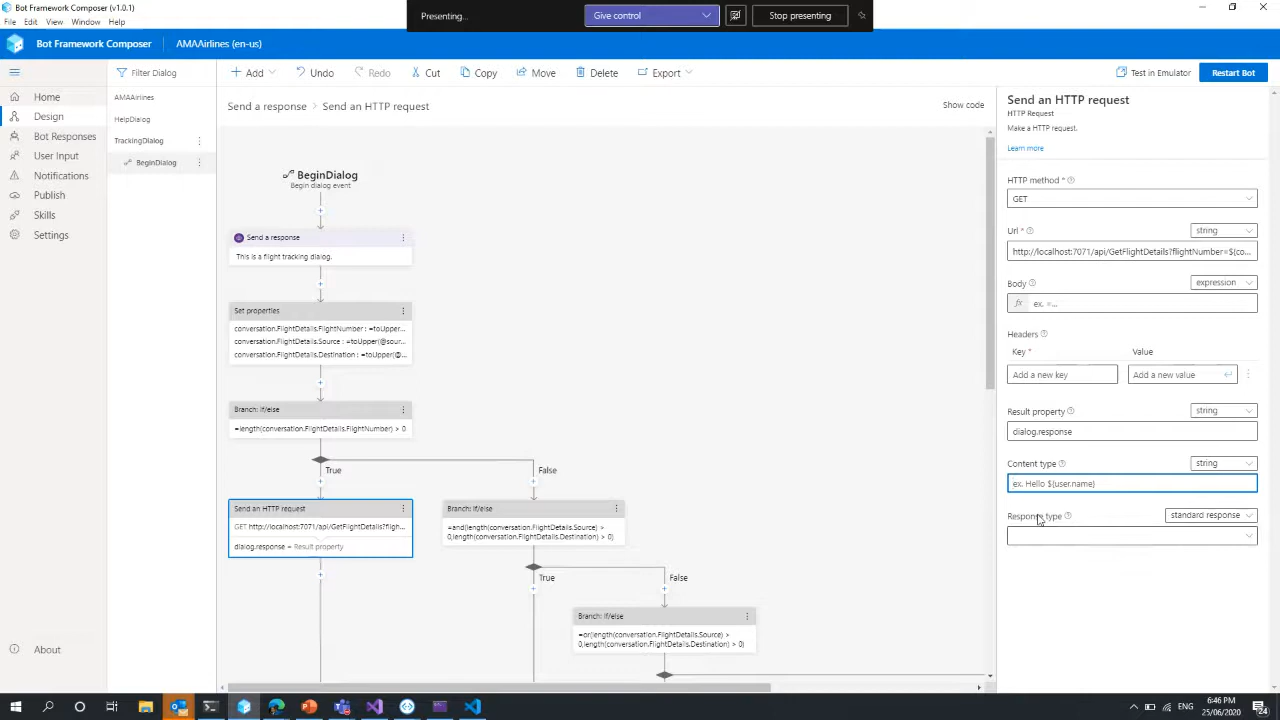 Bot Framework Composer (v1.0.1)
File Edit View Window Help
Presenting...
Give control
Stop presenting
Bot Framework Composer
AMAAirlines (en-us)
Filter Dialog
Add
Undo
Redo
Cut
Copy
Move
Delete
Export
Test in Emulator
Restart Bot
Home
Design
Bot Responses
User Input
Notifications
Publish
Skills
Settings
About
AMAAirlines
HelpDialog
TrackingDialog
BeginDialog
Send a response > Send an HTTP request
Show code
BeginDialog
Begin dialog event
Send a response
This is a flight tracking dialog.
Set properties
conversation.FlightDetails.FlightNumber : =toUpper...
conversation.FlightDetails.Source : =toUpper(@sour...
conversation.FlightDetails.Destination : =toUpper(@...
Branch: If/else
=length(conversation.FlightDetails.FlightNumber) > 0
True
False
Send an HTTP request
GET http://localhost:7071/api/GetFlightDetails?fligh...
dialog.response = Result property
Branch: If/else
=and(length(conversation.FlightDetails.Source) >
0,length(conversation.FlightDetails.Destination) > 0)
True
False
Branch: If/else
=or(length(conversation.FlightDetails.Source) >
0,length(conversation.FlightDetails.Destination) > 0)
Send an HTTP request
HTTP Request
Make a HTTP request.
Learn more
HTTP method *
GET
Url *
string
http://localhost:7071/api/GetFlightDetails?flightNumber=${co...
Body
expression
fx ex. =...
Headers
Key *
Value
Add a new key
Add a new value
Result property
string
dialog.response
Content type
string
ex. Hello ${user.name}
Response type
standard response
6:46 PM
25/06/2020
24